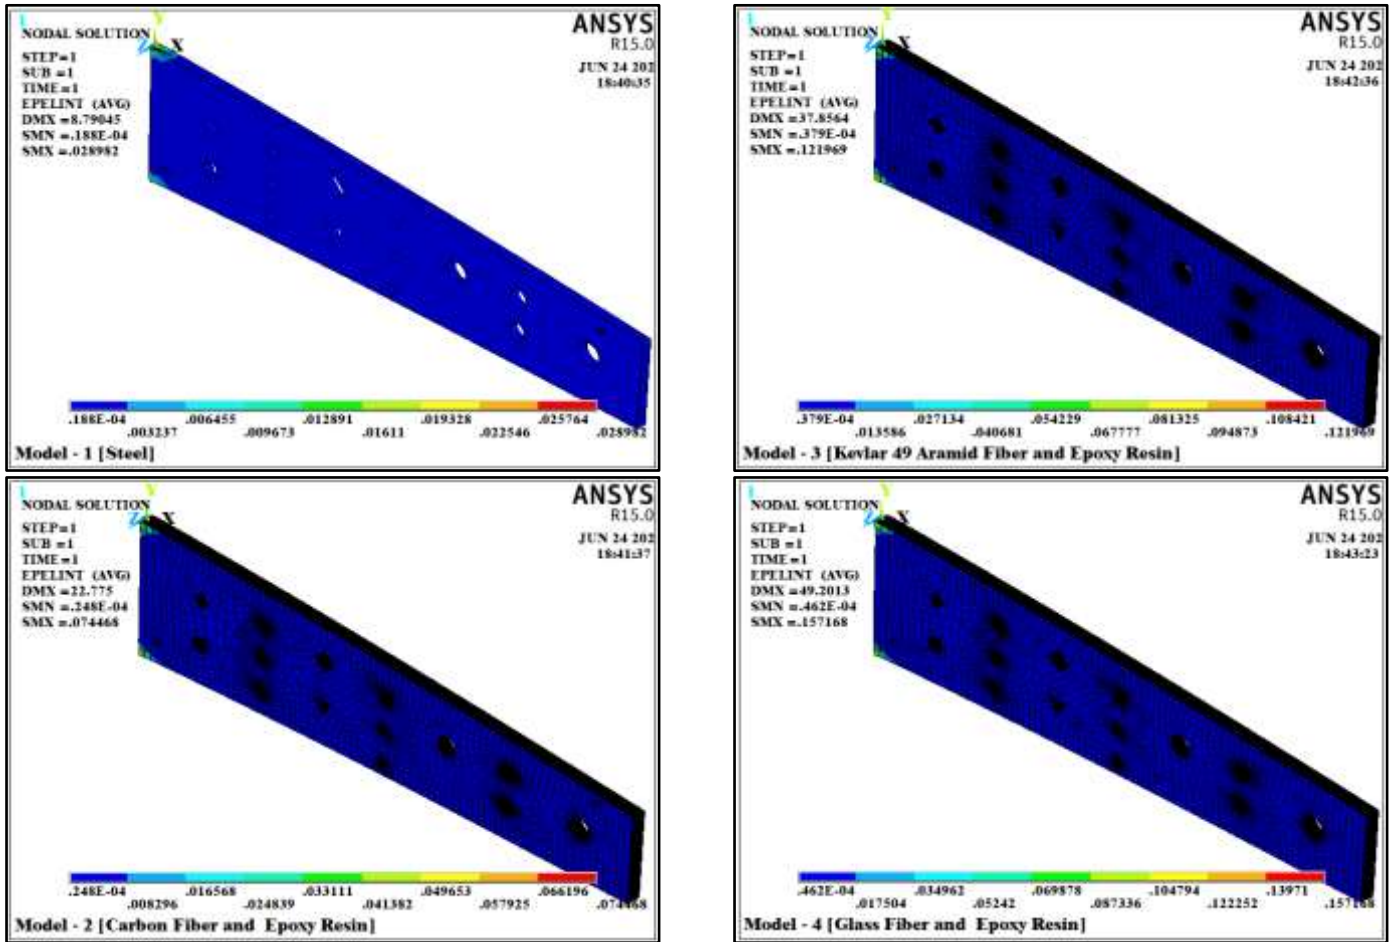 NODAL SOLUTION
STEP=1
SUB =1
TIME=1
EPELINT (AVG)
DMX =8.79045
SMN =.188E-04
SMX =.028982
Y
Z X
ANSYS
R15.0
JUN 24 202
18:40:35
.188E-04 .006455 .012891 .019328 .025764
.003237 .009673 .01611 .022546 .028982
Model - 1 [Steel]
NODAL SOLUTION
STEP=1
SUB =1
TIME=1
EPELINT (AVG)
DMX =37.8564
SMN =.379E-04
SMX =.121969
Z X
ANSYS
R15.0
JUN 24 202
18:42:36
.379E-04 .027134 .054229 .081325 .108421
.013586 .040681 .067777 .094873 .121969
Model - 3 [Kevlar 49 Aramid Fiber and Epoxy Resin]
NODAL SOLUTION
STEP=1
SUB =1
TIME=1
EPELINT (AVG)
DMX =22.775
SMN =.248E-04
SMX =.074468
Z X
ANSYS
R15.0
JUN 24 202
18:41:37
.248E-04 .016568 .033111 .049653 .066196
.008296 .024839 .041382 .057925 .074468
Model - 2 [Carbon Fiber and Epoxy Resin]
NODAL SOLUTION
STEP=1
SUB =1
TIME=1
EPELINT (AVG)
DMX =49.2013
SMN =.462E-04
SMX =.157168
Z X
ANSYS
R15.0
JUN 24 202
18:43:23
.462E-04 .034962 .069878 .104794 .13971
.017504 .05242 .087336 .122252 .157168
Model - 4 [Glass Fiber and Epoxy Resin]